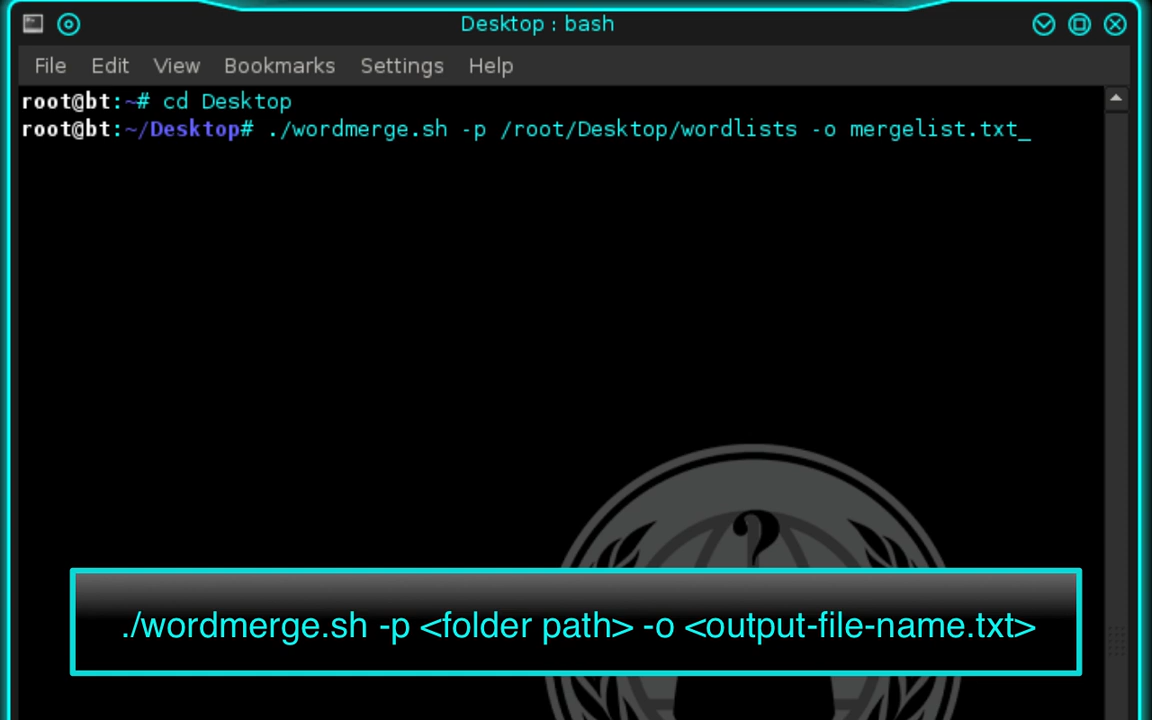 Desktop : bash
File Edit View Bookmarks Settings Help
root@bt:~# cd Desktop
root@bt:~/Desktop# ./wordmerge.sh -p /root/Desktop/wordlists -o mergelist.txt_
?
./wordmerge.sh -p <folder path> -o <output-file-name.txt>